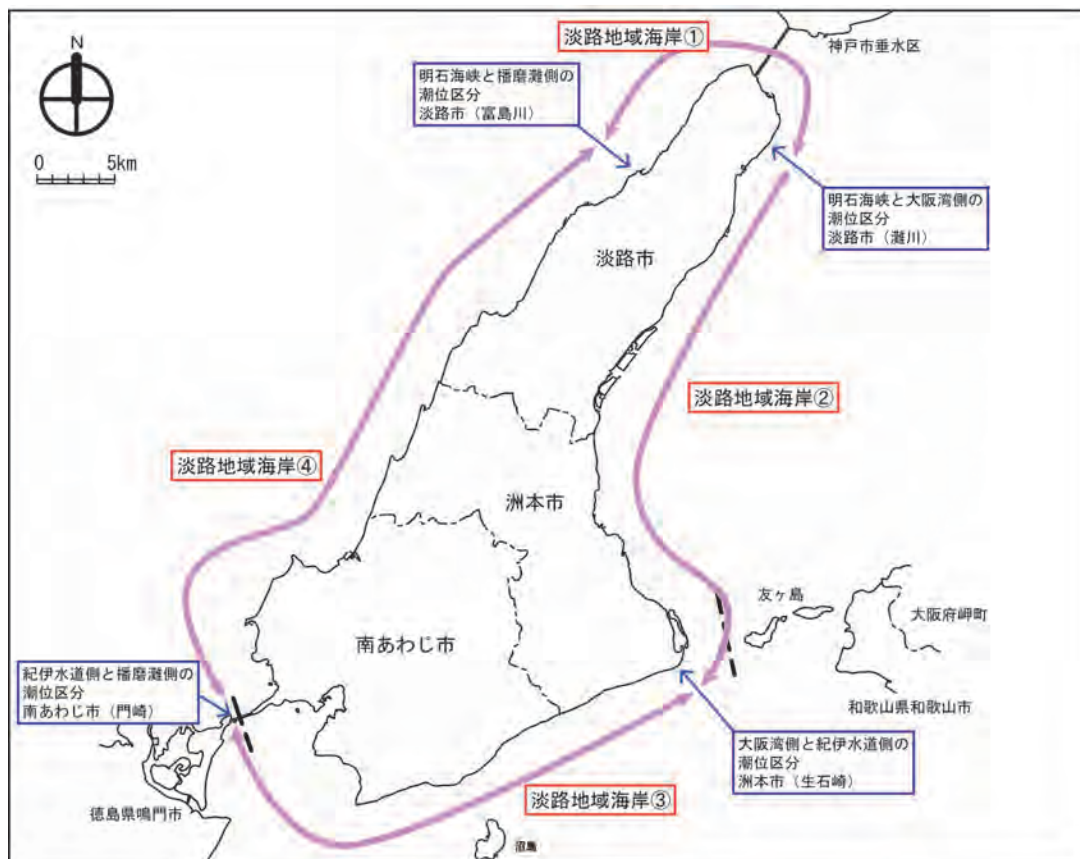 淡路地域海岸①
神戸市垂水区
N
明石海峡と播磨灘側の
潮位区分
淡路市（富島川）
0 5km
明石海峡と大阪湾側の
潮位区分
淡路市（灘川）
淡路市
淡路地域海岸②
淡路地域海岸④
洲本市
友ヶ島
大阪府岬町
南あわじ市
紀伊水道側と播磨灘側の
潮位区分
南あわじ市（門崎）
和歌山県和歌山市
大阪湾側と紀伊水道側の
潮位区分
洲本市（生石崎）
淡路地域海岸③
徳島県鳴門市
沼島